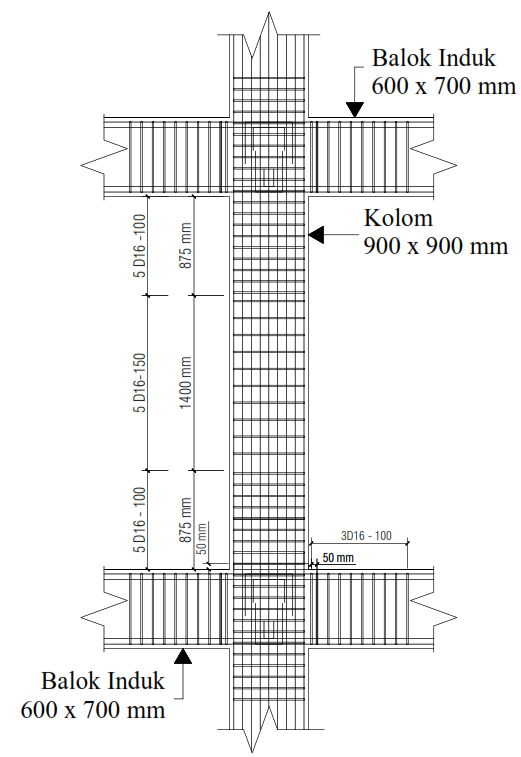 Balok Induk
600 x 700 mm
Kolom
900 x 900 mm
5 D16 -100
875 mm
5 D16-150
1400 mm
5 D16 - 100
875 mm
50 mm
3D16 - 100
50 mm
Balok Induk
600 x 700 mm